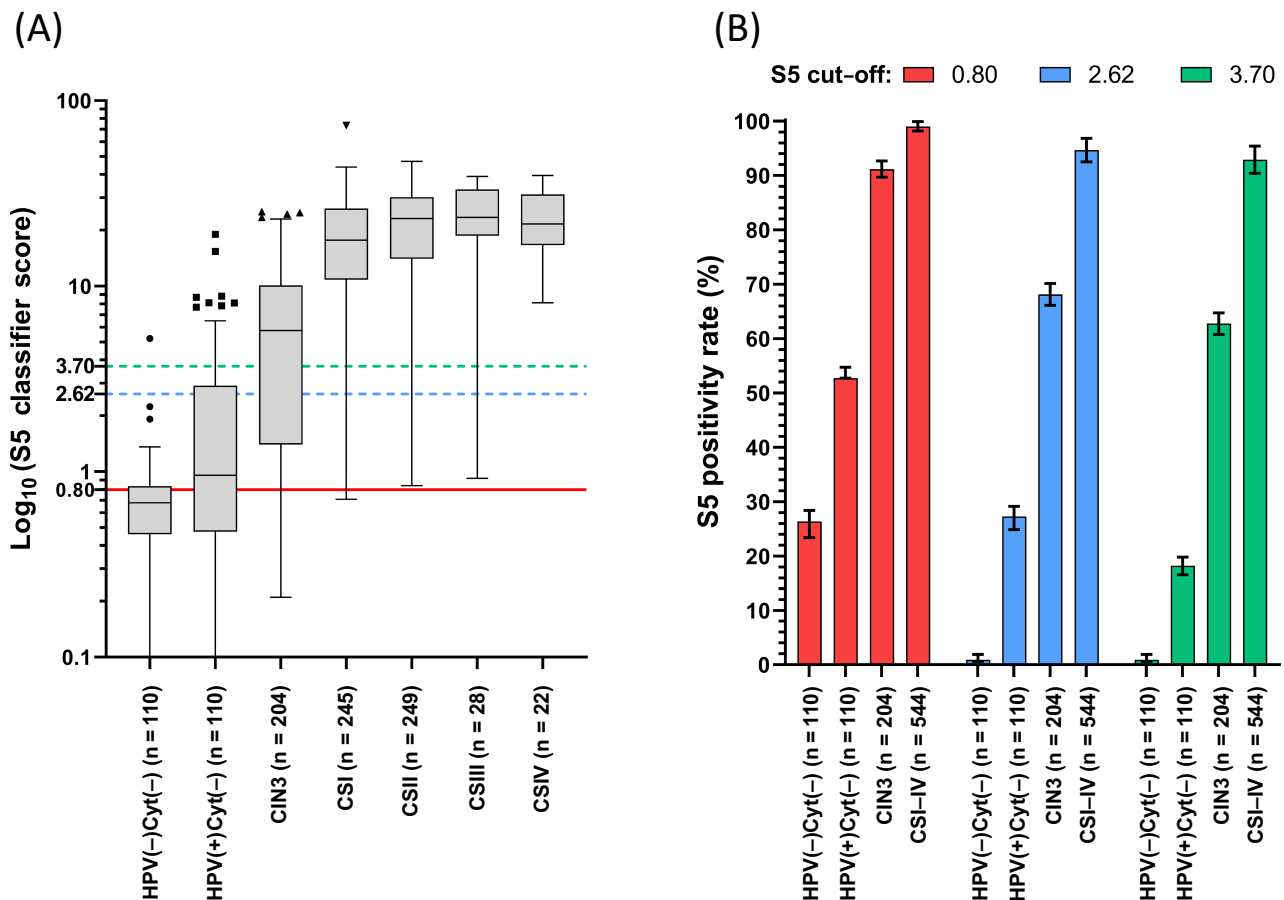 (A)
Log10 (S5 classifier score)
100
10
3.70
2.62
1
0.80
0.1
HPV(–)Cyt(–) (n = 110)
HPV(+)Cyt(–) (n = 110)
CIN3 (n = 204)
CSI (n = 245)
CSII (n = 249)
CSIII (n = 28)
CSIV (n = 22)
(B)
S5 cut–off: 0.80 2.62 3.70
S5 positivity rate (%)
100
90
80
70
60
50
40
30
20
10
0
HPV(–)Cyt(–) (n = 110)
HPV(+)Cyt(–) (n = 110)
CIN3 (n = 204)
CSI–IV (n = 544)
HPV(–)Cyt(–) (n = 110)
HPV(+)Cyt(–) (n = 110)
CIN3 (n = 204)
CSI–IV (n = 544)
HPV(–)Cyt(–) (n = 110)
HPV(+)Cyt(–) (n = 110)
CIN3 (n = 204)
CSI–IV (n = 544)